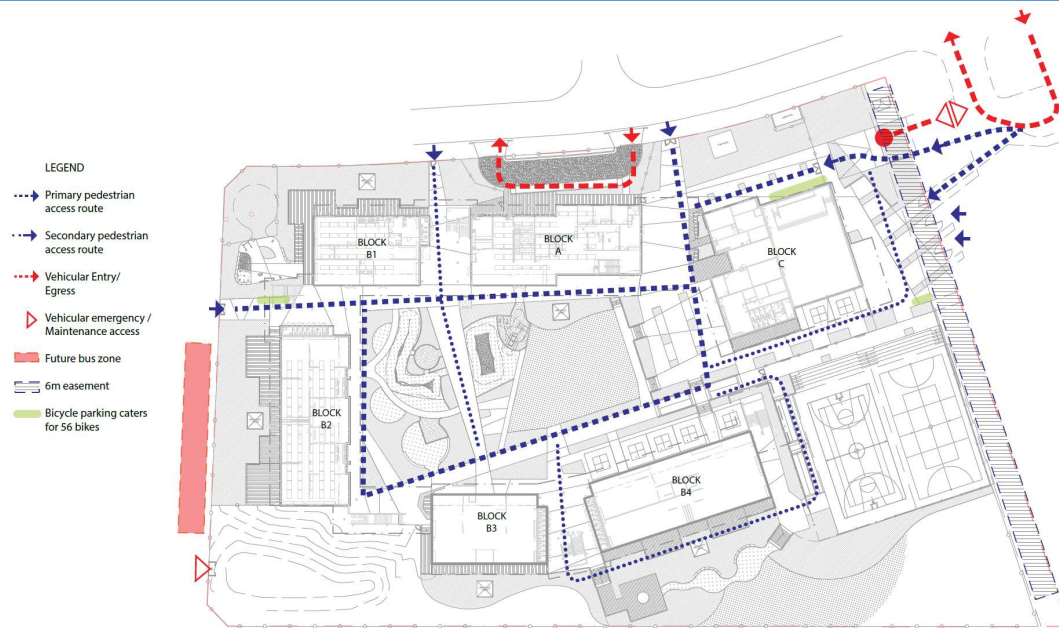 LEGEND
Primary pedestrian
access route
Secondary pedestrian
access route
Vehicular Entry/
Egress
Vehicular emergency /
Maintenance access
Future bus zone
6m easement
Bicycle parking caters
for 56 bikes
BLOCK
B1
BLOCK
A
BLOCK
C
BLOCK
B2
BLOCK
B3
BLOCK
B4